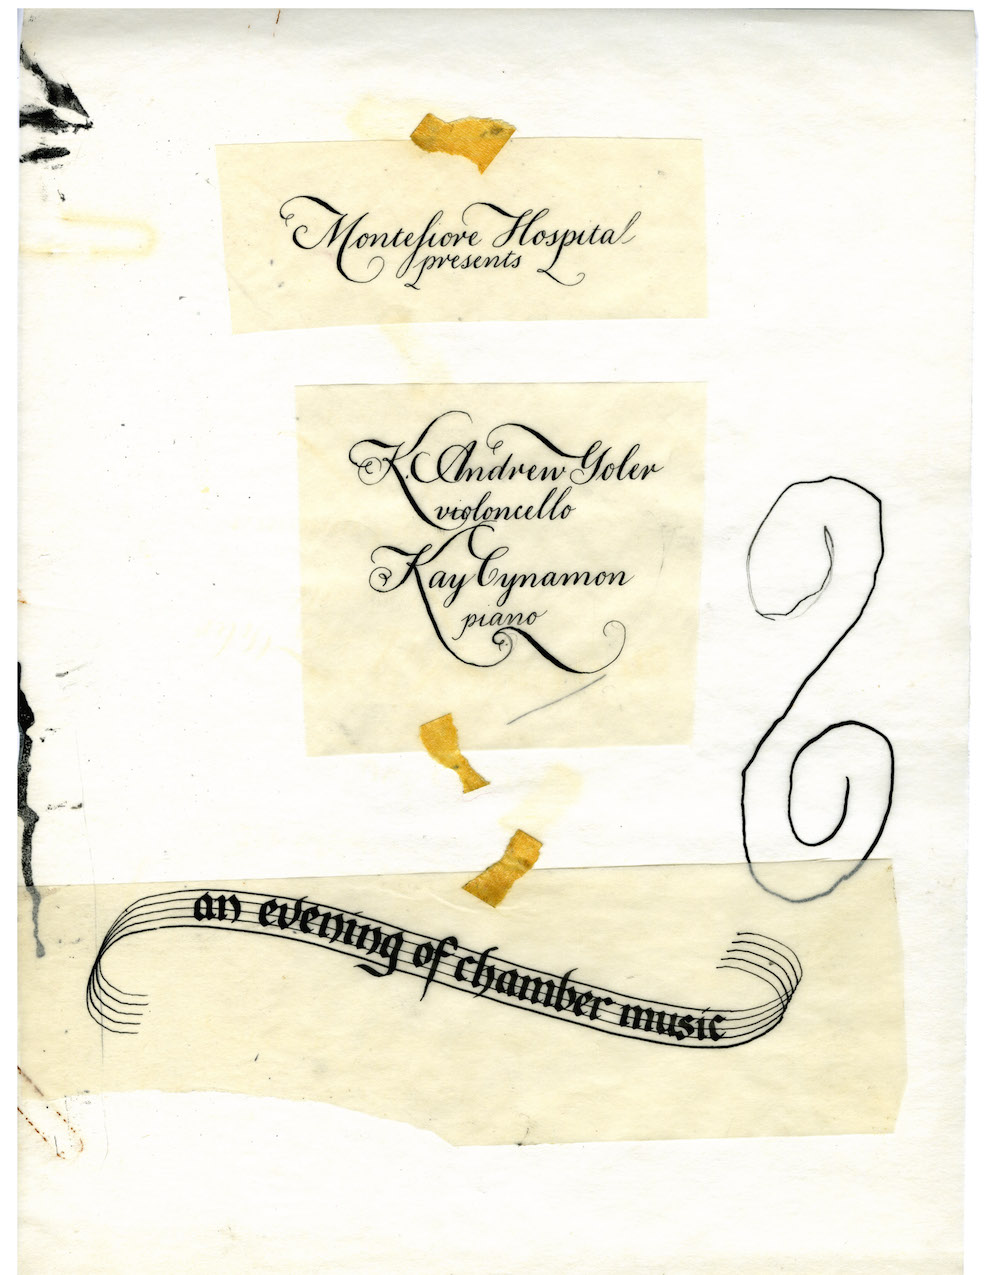 Montefiore Hospital
presents
K. Andrew Goler
violoncello
Kay Cynamon
piano
an evening of chamber music